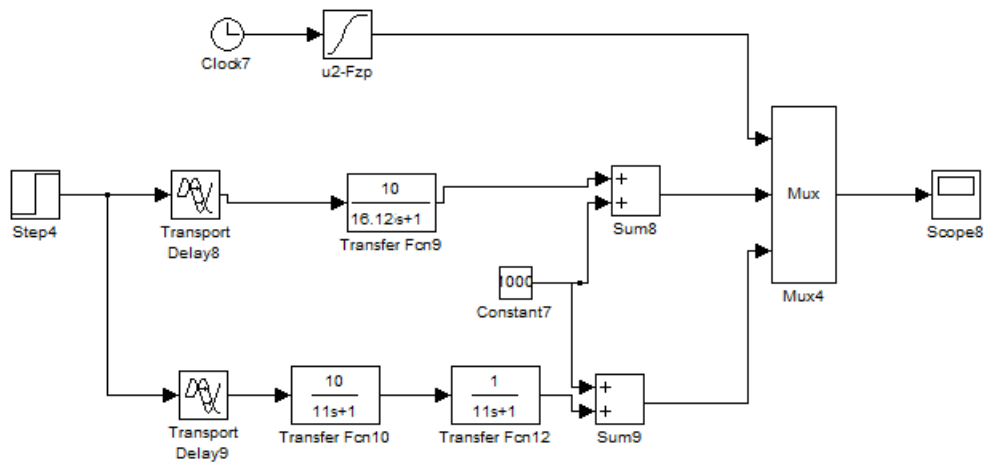 Clock7
u2-Fzp
Step4
Transport
Delay8
10
16.12s+1
Transfer Fcn9
+
+
Sum8
Mux
Mux4
Scope8
1000
Constant7
Transport
Delay9
10
11s+1
Transfer Fcn10
1
11s+1
Transfer Fcn12
+
+
Sum9